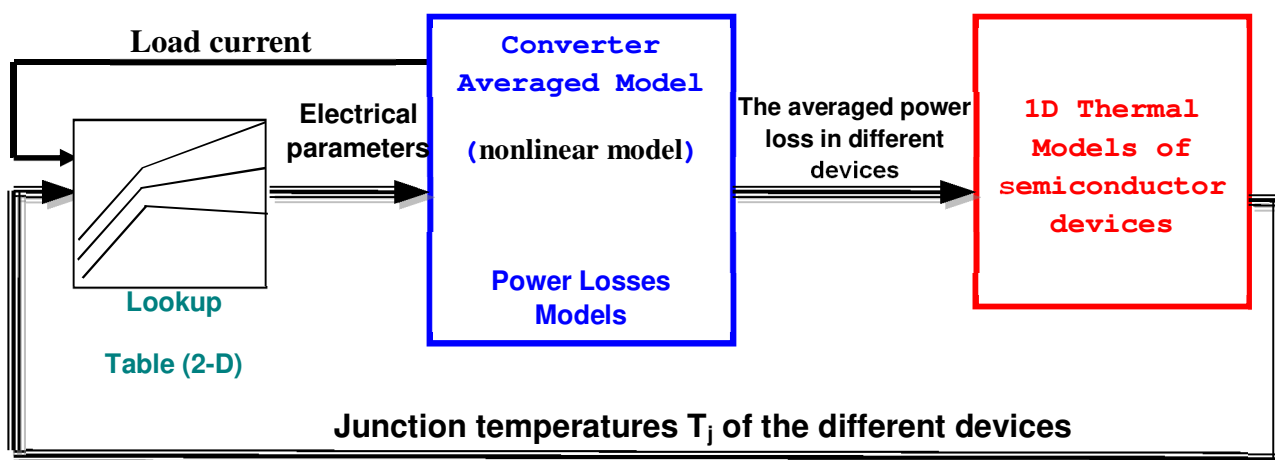 Load current
Lookup
Table (2-D)
Electrical
parameters
Converter
Averaged Model
(nonlinear model)
Power Losses
Models
The averaged power
loss in different
devices
1D Thermal
Models of
semiconductor
devices
Junction temperatures Tj of the different devices